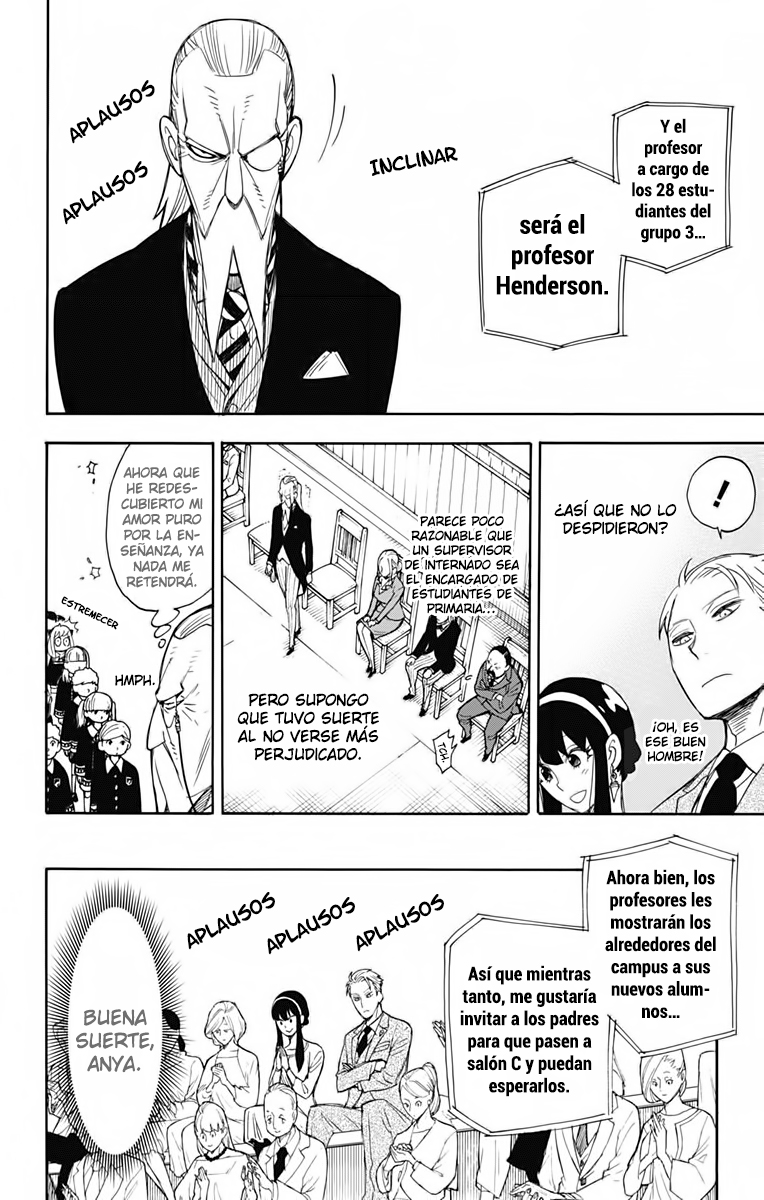 Y el
profesor
a cargo de
los 28 estu-
diantes del
grupo 3...
será el
profesor
Henderson.
INCLINAR
APLAUSOS
APLAUSOS
!
¿ASÍ QUE NO LO
DESPIDIERON?
¡OH, ES
ESE BUEN
HOMBRE!
PARECE POCO
RAZONABLE QUE
UN SUPERVISOR
DE INTERNADO SEA
EL ENCARGADO DE
ESTUDIANTES DE
PRIMARIA...
PERO SUPONGO
QUE TUVO SUERTE
AL NO VERSE MÁS
PERJUDICADO.
TCH.
AHORA QUE
HE REDES-
CUBIERTO MI
AMOR PURO
POR LA EN-
SEÑANZA, YA
NADA ME
RETENDRÁ.
ESTREMECER
HMPH.
Ahora bien, los
profesores les
mostrarán los
alrededores del
campus a sus
nuevos alum-
nos...
Así que mientras
tanto, me gustaría
invitar a los padres
para que pasen a
salón C y puedan
esperarlos.
APLAUSOS
APLAUSOS
APLAUSOS
BUENA
SUERTE,
ANYA.